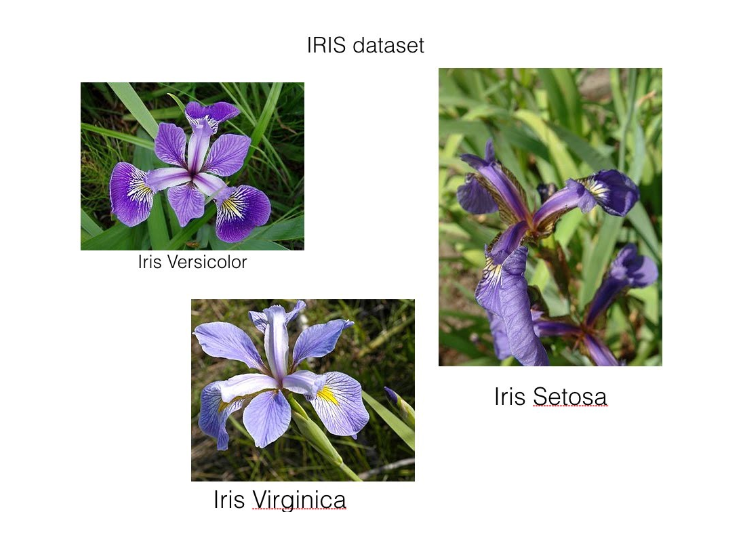 IRIS dataset
Iris Versicolor
Iris Setosa
Iris Virginica